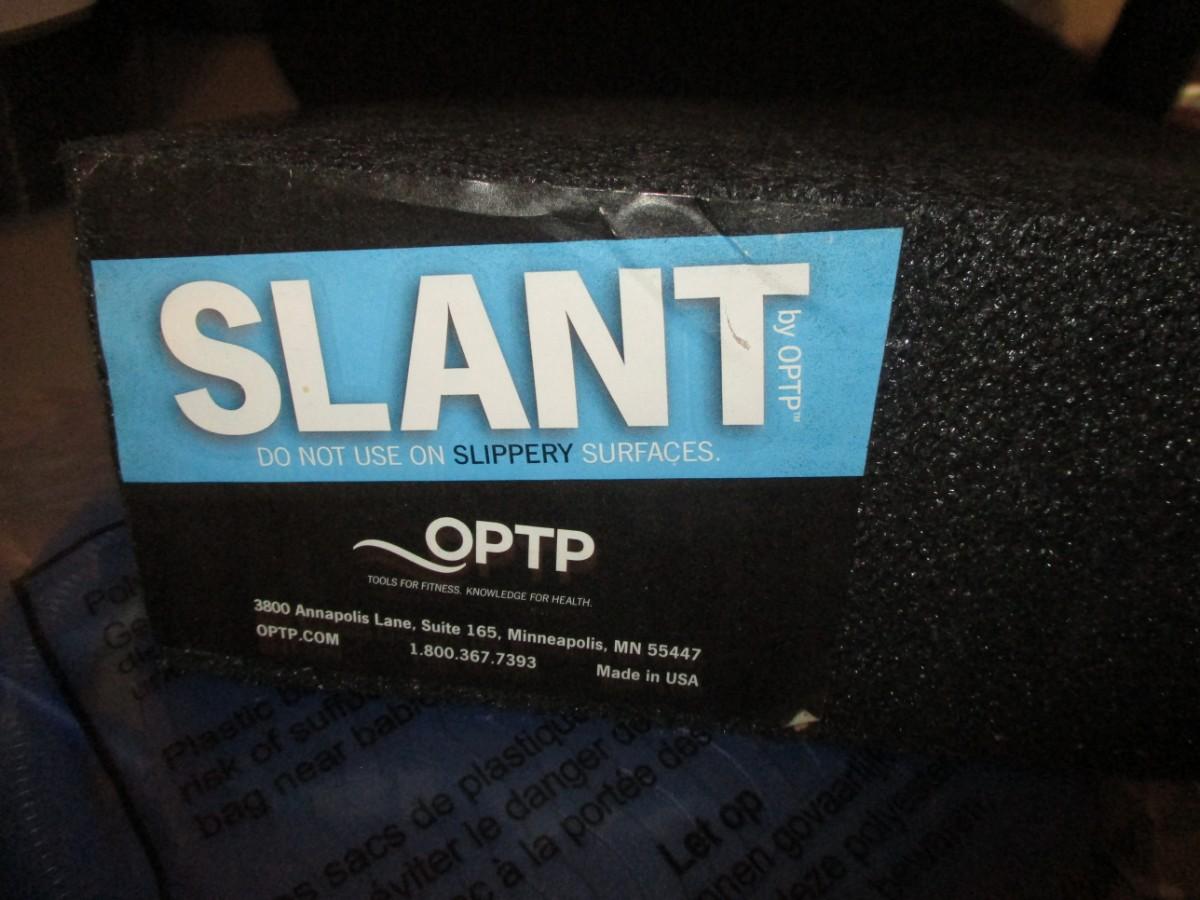 SLANT
by OPTP™
DO NOT USE ON SLIPPERY SURFACES.
OPTP
TOOLS FOR FITNESS. KNOWLEDGE FOR HEALTH.
3800 Annapolis Lane, Suite 165, Minneapolis, MN 55447
OPTP.COM 1.800.367.7393 Made in USA
Plastic
risk of
bag near
sacs de plastique
éviter le danger
à la portée des
Let op
deze